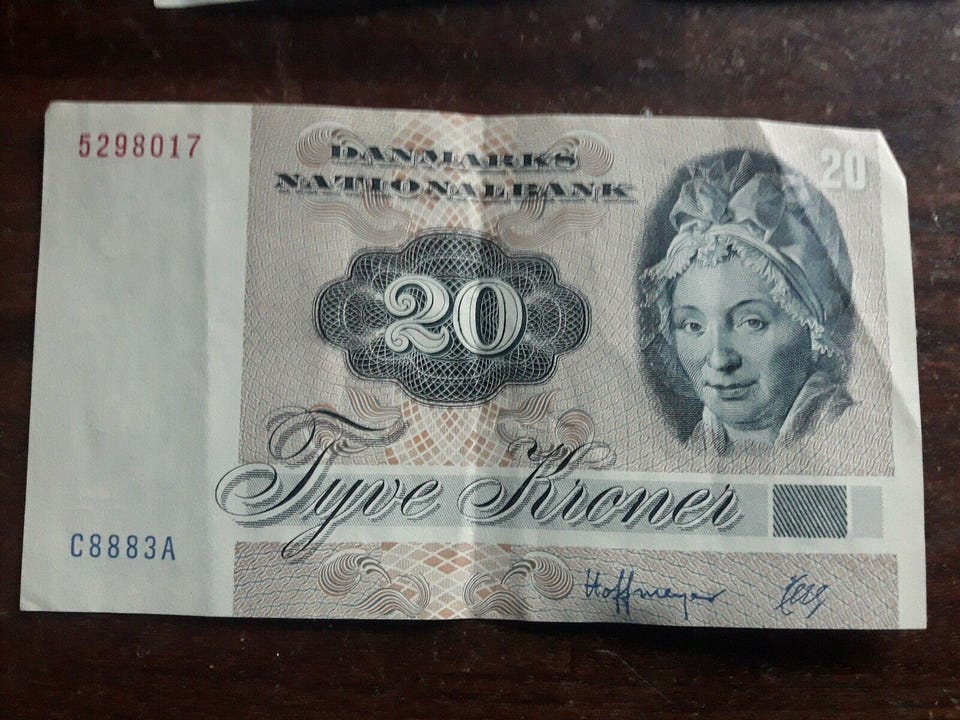 5298017
DANMARKS
NATIONALBANK
20
20
Tyve Kroner
C8883A
Hoffmeyer